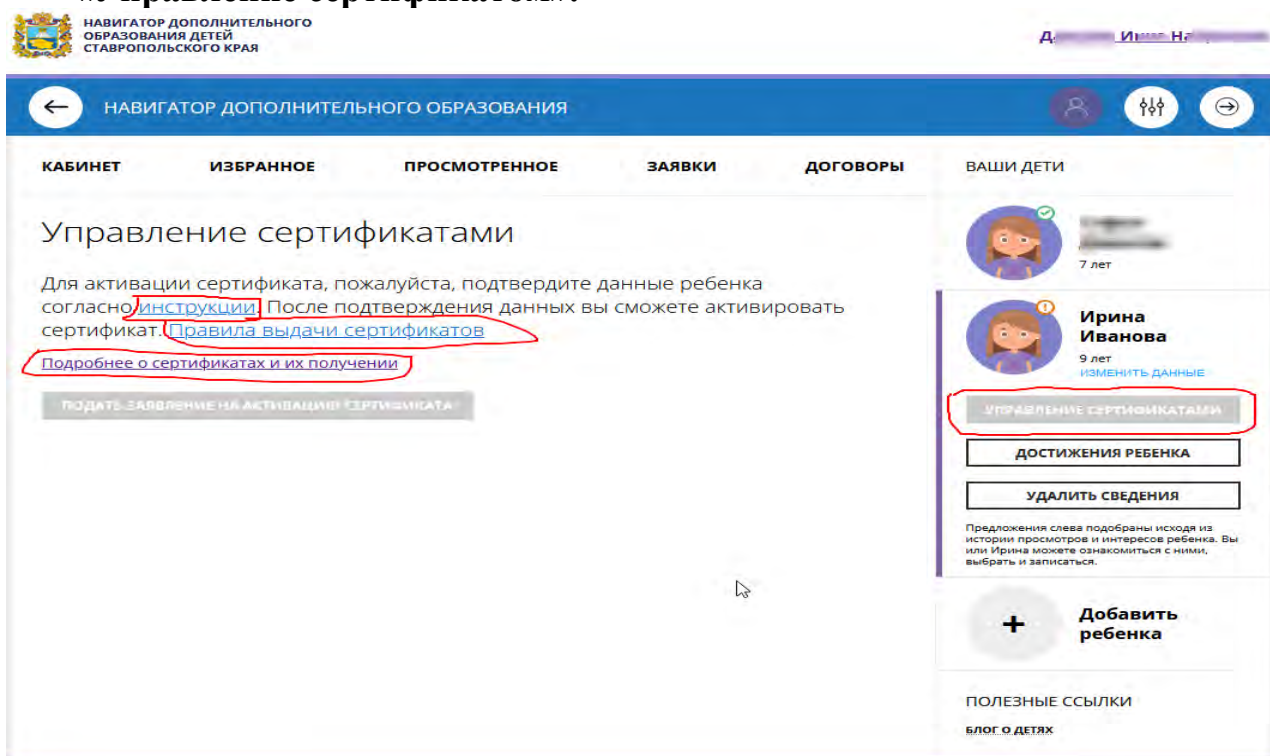 «Управление сертификатом».
НАВИГАТОР ДОПОЛНИТЕЛЬНОГО
ОБРАЗОВАНИЯ ДЕТЕЙ
СТАВРОПОЛЬСКОГО КРАЯ
НАВИГАТОР ДОПОЛНИТЕЛЬНОГО ОБРАЗОВАНИЯ
КАБИНЕТ ИЗБРАННОЕ ПРОСМОТРЕННОЕ ЗАЯВКИ ДОГОВОРЫ
Управление сертификатами
Для активации сертификата, пожалуйста, подтвердите данные ребенка
согласно инструкции. После подтверждения данных вы сможете активировать
сертификат. Правила выдачи сертификатов
Подробнее о сертификатах и их получении
ПОДАТЬ ЗАЯВЛЕНИЕ НА АКТИВАЦИЮ СЕРТИФИКАТА
ВАШИ ДЕТИ
7 лет
Ирина
Иванова
9 лет
ИЗМЕНИТЬ ДАННЫЕ
УПРАВЛЕНИЕ СЕРТИФИКАТАМИ
ДОСТИЖЕНИЯ РЕБЕНКА
УДАЛИТЬ СВЕДЕНИЯ
Предложения слева подобраны исходя из
истории просмотров и интересов ребенка. Вы
или Ирина можете ознакомиться с ними,
выбрать и записаться.
+ Добавить
ребенка
ПОЛЕЗНЫЕ ССЫЛКИ
БЛОГ О ДЕТЯХ